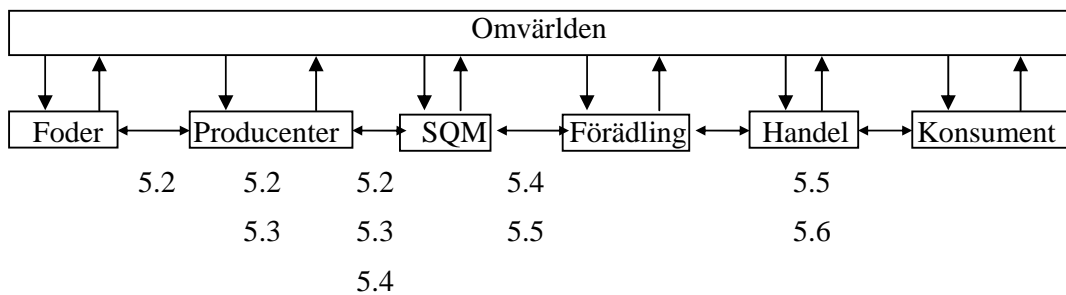 Omvärlden
Foder Producenter SQM Förädling Handel Konsument
5.2 5.2 5.2 5.4 5.5
5.3 5.3 5.5 5.6
5.4